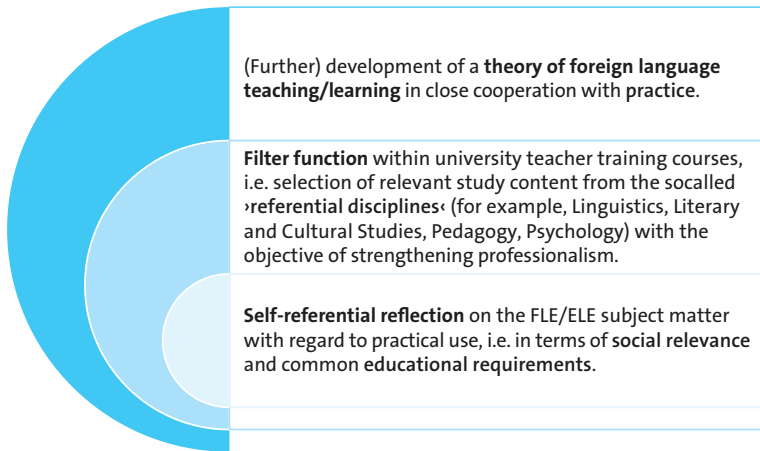 (Further) development of a theory of foreign language
teaching/learning in close cooperation with practice.
Filter function within university teacher training courses,
i.e. selection of relevant study content from the socalled
›referential disciplines‹ (for example, Linguistics, Literary
and Cultural Studies, Pedagogy, Psychology) with the
objective of strengthening professionalism.
Self-referential reflection on the FLE/ELE subject matter
with regard to practical use, i.e. in terms of social relevance
and common educational requirements.